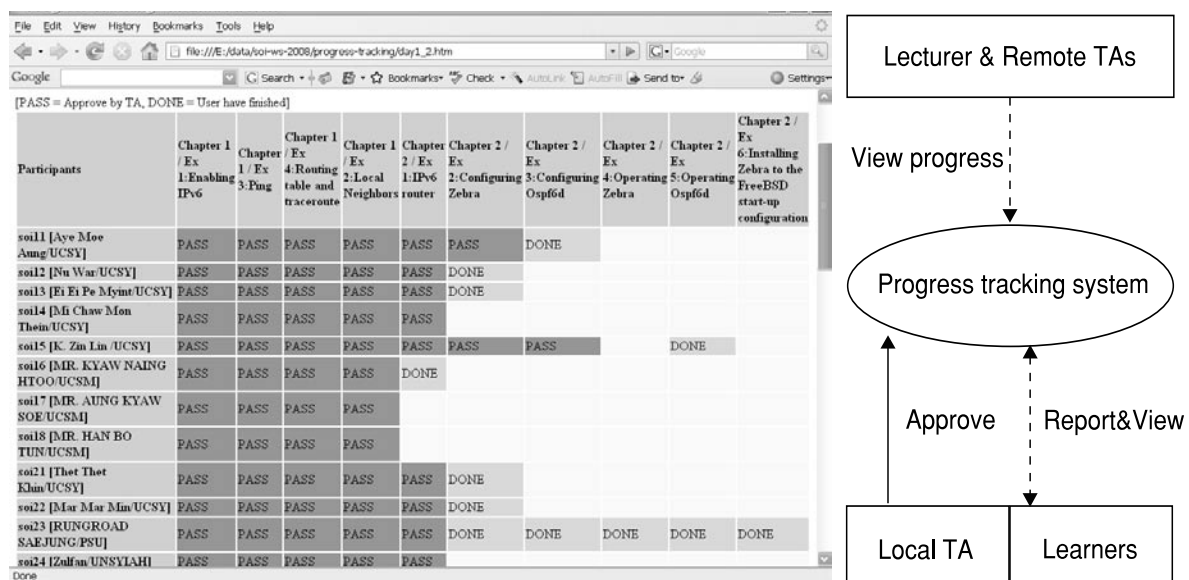 File Edit View History Bookmarks Tools Help
file:///E:/data/soi-ws-2008/progress-tracking/day1_2.htm
Google
Google
Search
Bookmarks
Check
AutoLink
AutoFill
Send to
Settings
[PASS = Approve by TA, DONE = User have finished]
Participants
Chapter 1
/ Ex
1:Enabling
IPv6
Chapter
1 / Ex
3:Ping
Chapter 1
/ Ex
4:Routing
table and
traceroute
Chapter 1
/ Ex
2:Local
Neighbors
Chapter
2 / Ex
1:IPv6
router
Chapter 2 /
Ex
2:Configuring
Zebra
Chapter 2 /
Ex
3:Configuring
Ospf6d
Chapter 2 /
Ex
4:Operating
Zebra
Chapter 2 /
Ex
5:Operating
Ospf6d
Chapter 2 /
Ex
6:Installing
Zebra to the
FreeBSD
start-up
configuration
soi11 [Aye Moe
Aung/UCSY] PASS PASS PASS PASS PASS PASS DONE
soi12 [Nu War/UCSY] PASS PASS PASS PASS PASS DONE
soi13 [Ei Ei Pe Myint/UCSY] PASS PASS PASS PASS PASS DONE
soi14 [Mi Chaw Mon
Thein/UCSY] PASS PASS PASS PASS PASS
soi15 [K. Zin Lin /UCSY] PASS PASS PASS PASS PASS PASS PASS DONE
soi16 [MR. KYAW NAING
HTOO/UCSM] PASS PASS PASS PASS DONE
soi17 [MR. AUNG KYAW
SOE/UCSM] PASS PASS PASS PASS
soi18 [MR. HAN BO
TUN/UCSM] PASS PASS PASS PASS
soi21 [Thet Thet
Khin/UCSY] PASS PASS PASS PASS PASS DONE
soi22 [Mar Mar Min/UCSY] PASS PASS PASS PASS PASS DONE
soi23 [RUNGROAD
SAEJUNG/PSU] PASS PASS PASS PASS PASS DONE DONE DONE DONE DONE
soi24 [Zulfan/UNSYIAH] PASS PASS PASS PASS PASS
Done
Lecturer & Remote TAs
View progress
Progress tracking system
Approve
Report&View
Local TA
Learners